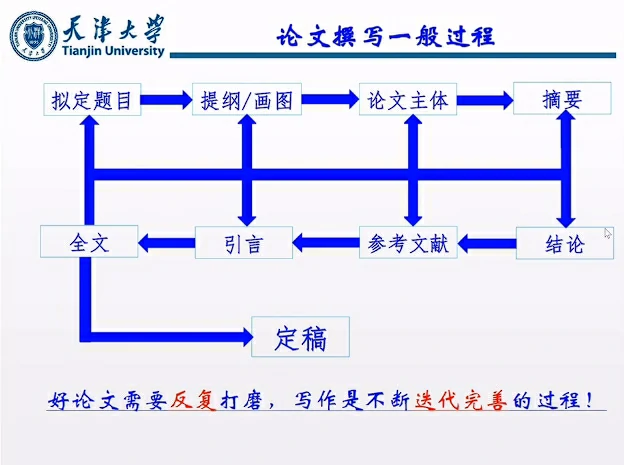 天津大学
Tianjin University
论文撰写一般过程
拟定题目
提纲/画图
论文主体
摘要
全文
引言
参考文献
结论
定稿
好论文需要反复打磨，写作是不断迭代完善的过程！